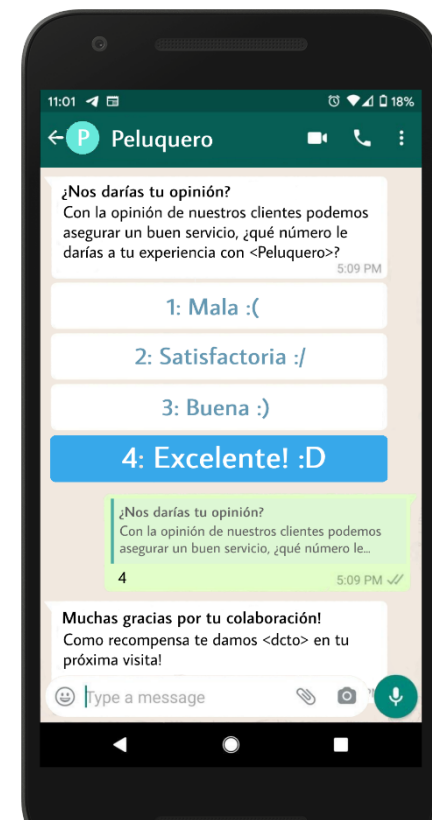 11:01
18%
P Peluquero
¿Nos darías tu opinión?
Con la opinión de nuestros clientes podemos
asegurar un buen servicio, ¿qué número le
darías a tu experiencia con <Peluquero>?
5:09 PM
1: Mala :(
2: Satisfactoria :/
3: Buena :)
4: Excelente! :D
¿Nos darías tu opinión?
Con la opinión de nuestros clientes podemos
asegurar un buen servicio, ¿qué número le...
4
5:09 PM
Muchas gracias por tu colaboración!
Como recompensa te damos <dcto> en tu
próxima visita!
Type a message